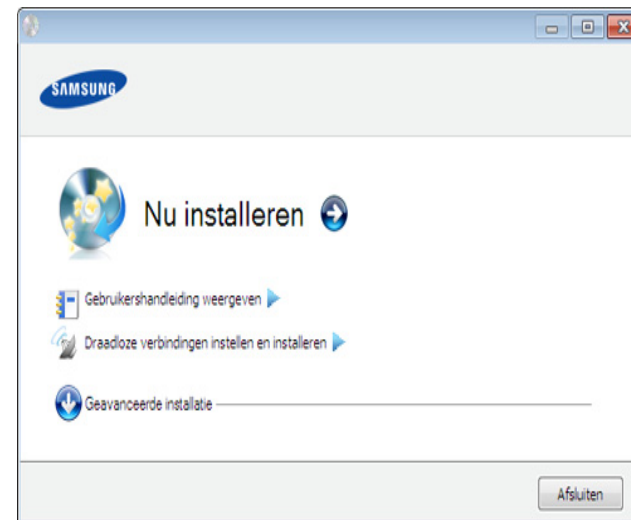 SAMSUNG
Nu installeren
Gebruikershandleiding weergeven
Draadloze verbindingen instellen en installeren
Geavanceerde installatie
Afsluiten